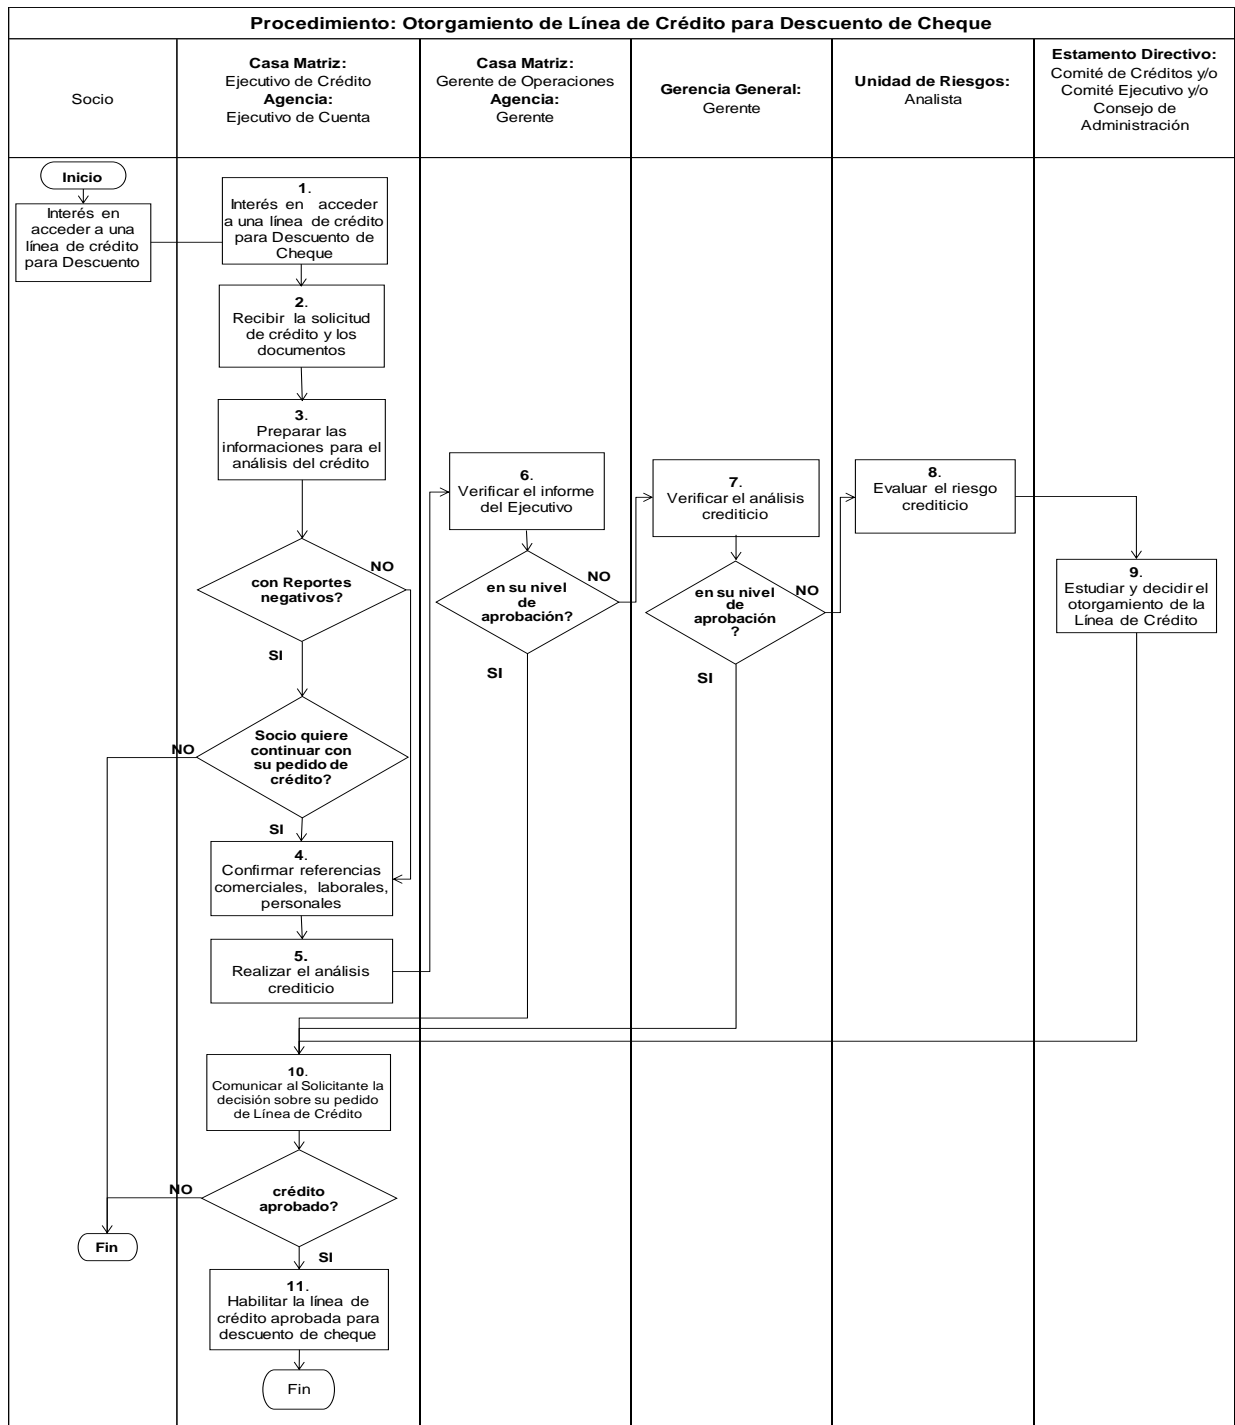 Procedimiento: Otorgamiento de Línea de Crédito para Descuento de Cheque
Socio
Casa Matriz:
Ejecutivo de Crédito
Agencia:
Ejecutivo de Cuenta
Casa Matriz:
Gerente de Operaciones
Agencia:
Gerente
Gerencia General:
Gerente
Unidad de Riesgos:
Analista
Estamento Directivo:
Comité de Créditos y/o
Comité Ejecutivo y/o
Consejo de
Administración
Inicio
Interés en
acceder a una
línea de crédito
para Descuento
1.
Interés en acceder
a una línea de crédito
para Descuento de
Cheque
2.
Recibir la solicitud
de crédito y los
documentos
3.
Preparar las
informaciones para el
análisis del crédito
con Reportes
negativos?
NO
SI
Socio quiere
continuar con
su pedido de
crédito?
NO
SI
4.
Confirmar referencias
comerciales, laborales,
personales
5.
Realizar el análisis
crediticio
6.
Verificar el informe
del Ejecutivo
en su nivel
de
aprobación?
NO
SI
7.
Verificar el análisis
crediticio
en su nivel
de
aprobación
?
NO
SI
8.
Evaluar el riesgo
crediticio
9.
Estudiar y decidir el
otorgamiento de la
Línea de Crédito
10.
Comunicar al Solicitante la
decisión sobre su pedido
de Línea de Crédito
crédito
aprobado?
NO
Fin
SI
11.
Habilitar la línea de
crédito aprobada para
descuento de cheque
Fin